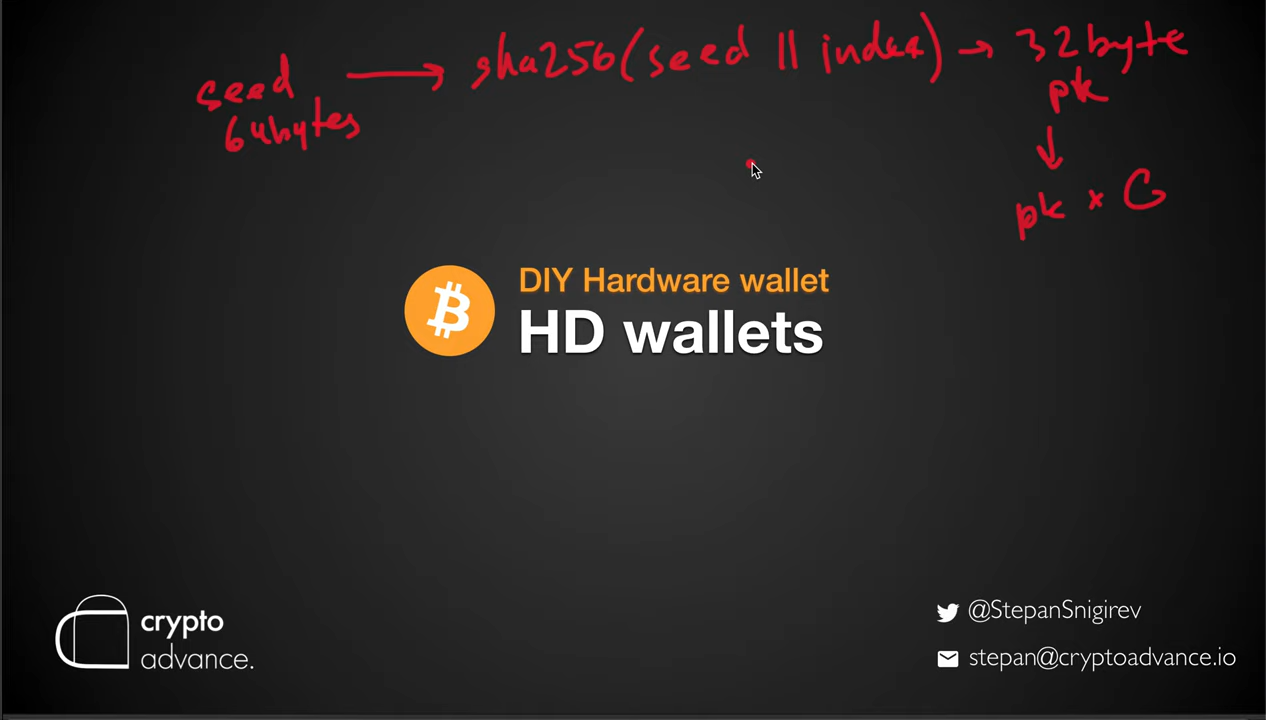 seed → sha256(seed || index) → 32byte
64bytes
pk
↓
pk × G
DIY Hardware wallet
HD wallets
crypto
advance.
@StepanSnigirev
stepan@cryptoadvance.io